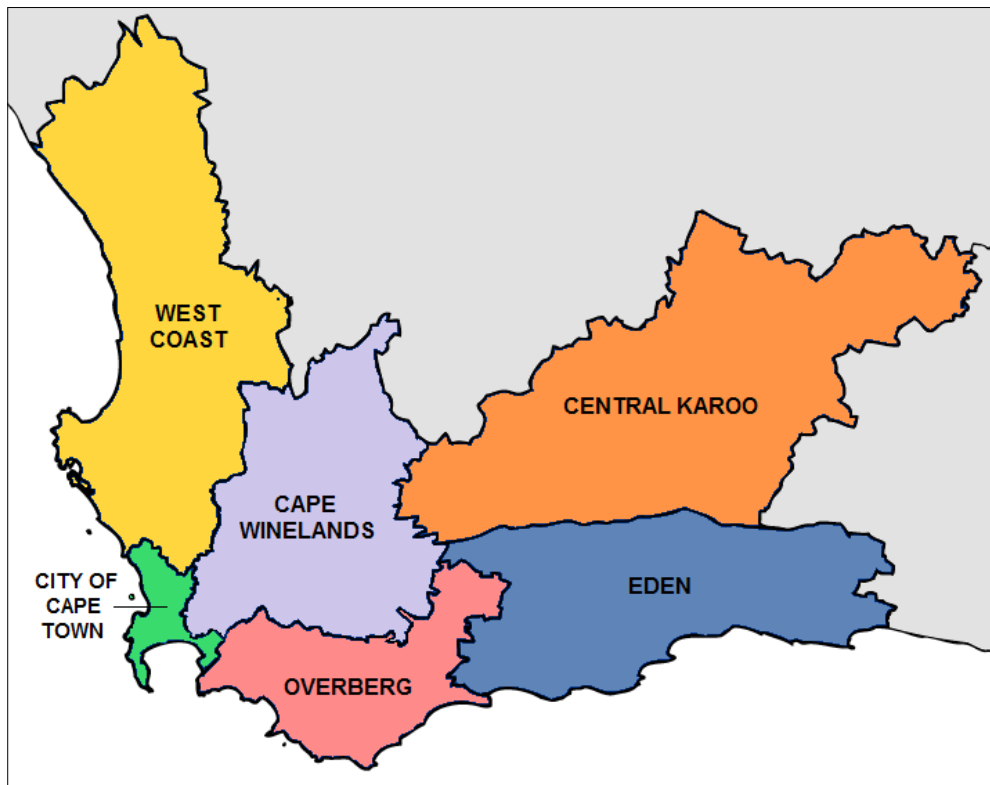 WEST
COAST
CENTRAL KAROO
CAPE
WINELANDS
CITY OF
CAPE
TOWN
EDEN
OVERBERG